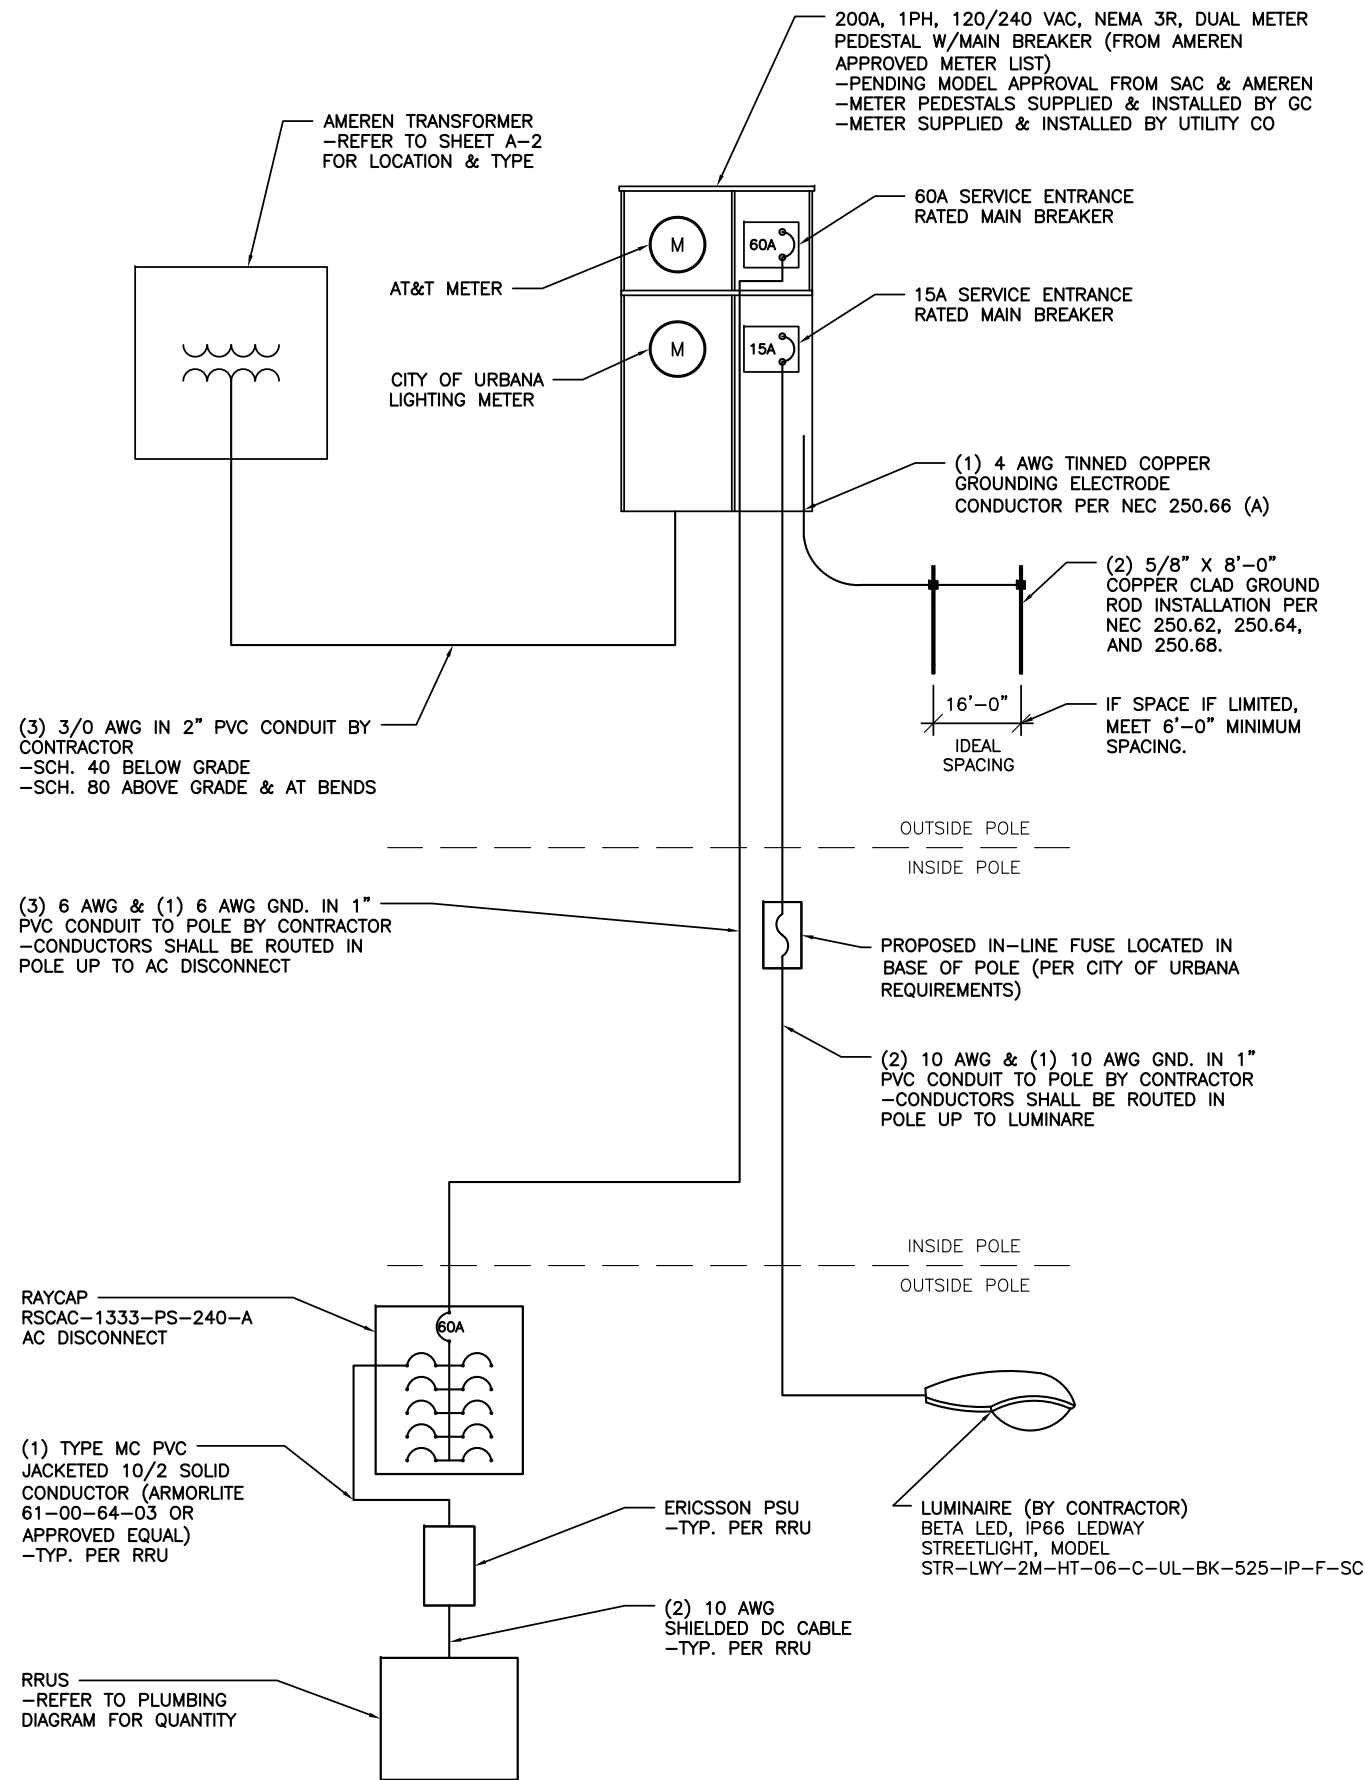 200A, 1PH, 120/240 VAC, NEMA 3R, DUAL METER
PEDESTAL W/MAIN BREAKER (FROM AMEREN
APPROVED METER LIST)
-PENDING MODEL APPROVAL FROM SAC & AMEREN
-METER PEDESTALS SUPPLIED & INSTALLED BY GC
-METER SUPPLIED & INSTALLED BY UTILITY CO
AMEREN TRANSFORMER
-REFER TO SHEET A-2
FOR LOCATION & TYPE
60A SERVICE ENTRANCE
RATED MAIN BREAKER
M
60A
AT&T METER
15A SERVICE ENTRANCE
RATED MAIN BREAKER
M
15A
CITY OF URBANA
LIGHTING METER
(1) 4 AWG TINNED COPPER
GROUNDING ELECTRODE
CONDUCTOR PER NEC 250.66 (A)
(2) 5/8" X 8'-0"
COPPER CLAD GROUND
ROD INSTALLATION PER
NEC 250.62, 250.64,
AND 250.68.
16'-0"
IDEAL
SPACING
IF SPACE IF LIMITED,
MEET 6'-0" MINIMUM
SPACING.
(3) 3/0 AWG IN 2" PVC CONDUIT BY
CONTRACTOR
-SCH. 40 BELOW GRADE
-SCH. 80 ABOVE GRADE & AT BENDS
OUTSIDE POLE
INSIDE POLE
(3) 6 AWG & (1) 6 AWG GND. IN 1"
PVC CONDUIT TO POLE BY CONTRACTOR
-CONDUCTORS SHALL BE ROUTED IN
POLE UP TO AC DISCONNECT
PROPOSED IN-LINE FUSE LOCATED IN
BASE OF POLE (PER CITY OF URBANA
REQUIREMENTS)
(2) 10 AWG & (1) 10 AWG GND. IN 1"
PVC CONDUIT TO POLE BY CONTRACTOR
-CONDUCTORS SHALL BE ROUTED IN
POLE UP TO LUMINARE
INSIDE POLE
OUTSIDE POLE
RAYCAP
RSCAC-1333-PS-240-A
AC DISCONNECT
60A
(1) TYPE MC PVC
JACKETED 10/2 SOLID
CONDUCTOR (ARMORLITE
61-00-64-03 OR
APPROVED EQUAL)
-TYP. PER RRU
ERICSSON PSU
-TYP. PER RRU
LUMINAIRE (BY CONTRACTOR)
BETA LED, IP66 LEDWAY
STREETLIGHT, MODEL
STR-LWY-2M-HT-06-C-UL-BK-525-IP-F-SC
(2) 10 AWG
SHIELDED DC CABLE
-TYP. PER RRU
RRUS
-REFER TO PLUMBING
DIAGRAM FOR QUANTITY